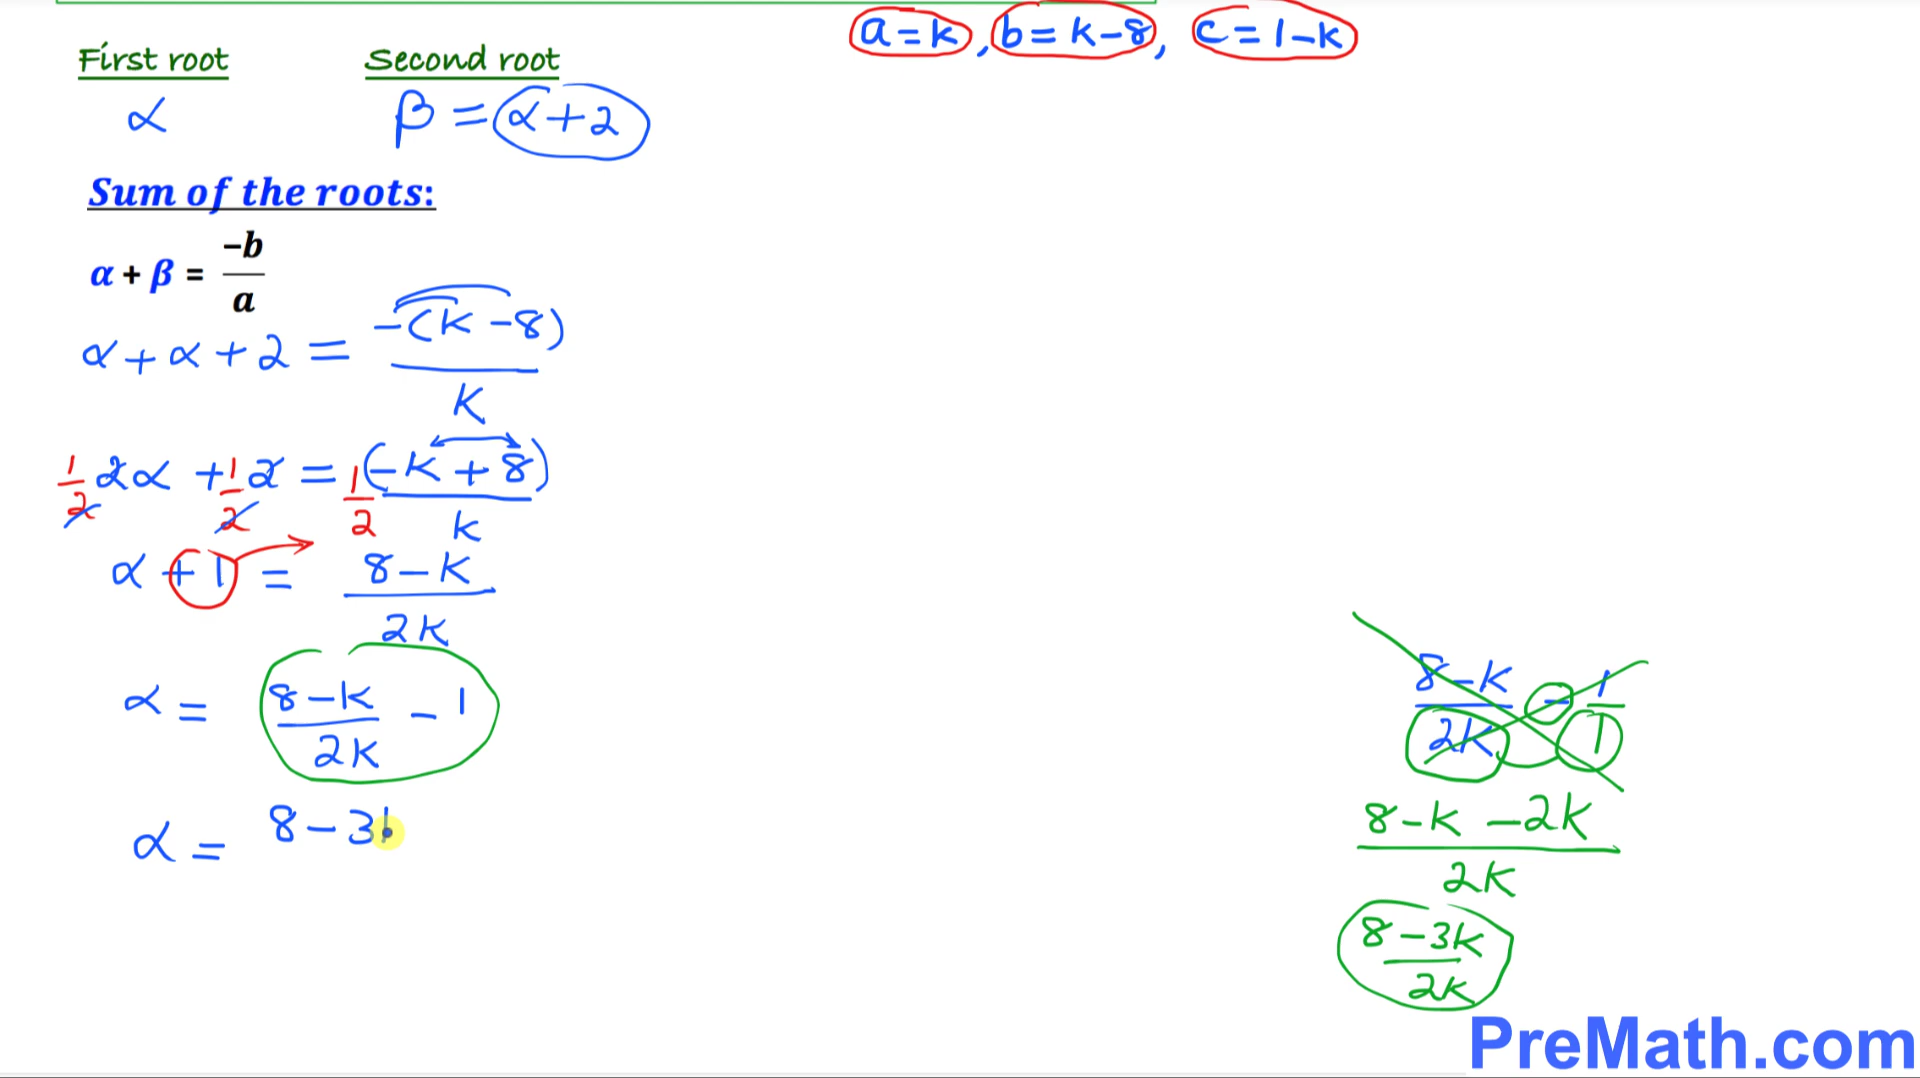 a = k, b = k-8, c = 1-k
First root Second root
α β = α+2
Sum of the roots:
α + β = -b/a
α + α + 2 = -(k-8)/k
1/2 2α + 1/2 2 = 1/2 (-k+8)/k
α + 1 = 8-k/2k
α = 8-k/2k - 1
α = 8-3
8-k/2k - 1/1
8-k-2k/2k
8-3k/2k
PreMath.com